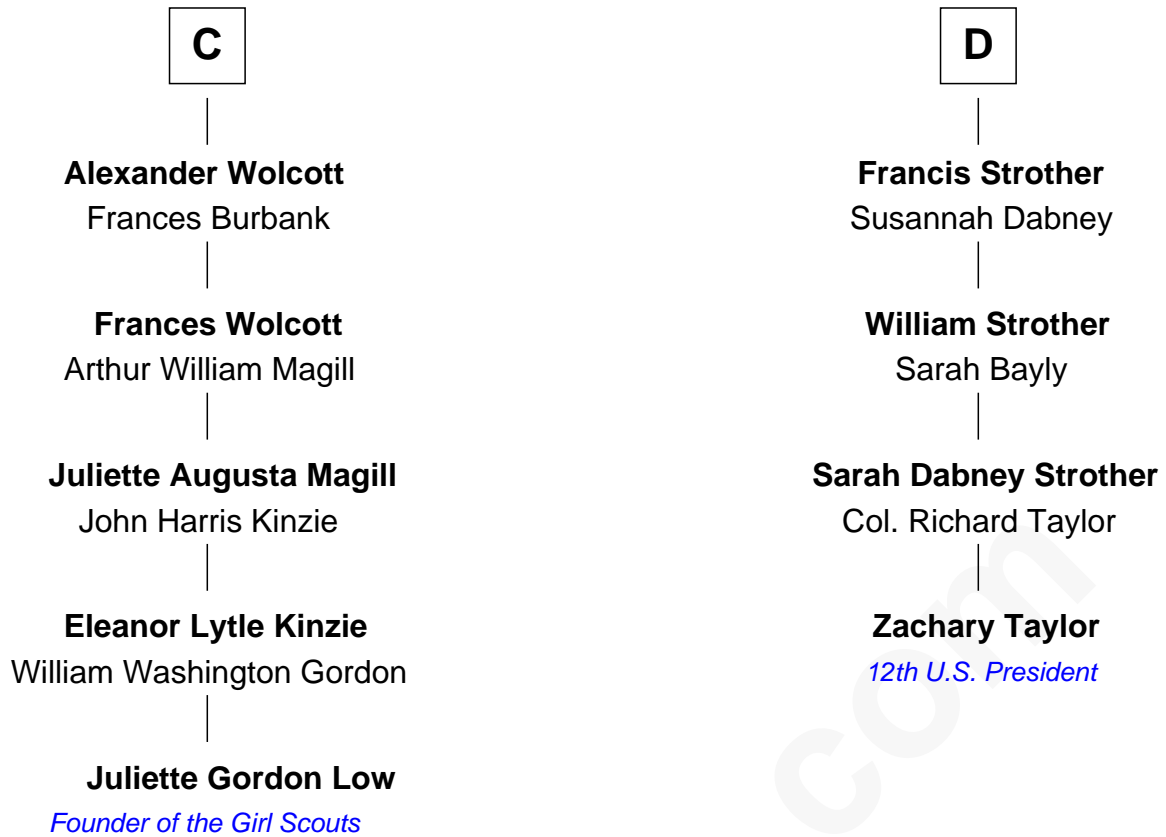 C
Alexander Wolcott
Frances Burbank
Frances Wolcott
Arthur William Magill
Juliette Augusta Magill
John Harris Kinzie
Eleanor Lytle Kinzie
William Washington Gordon
Juliette Gordon Low
Founder of the Girl Scouts
D
Francis Strother
Susannah Dabney
William Strother
Sarah Bayly
Sarah Dabney Strother
Col. Richard Taylor
Zachary Taylor
12th U.S. President
com